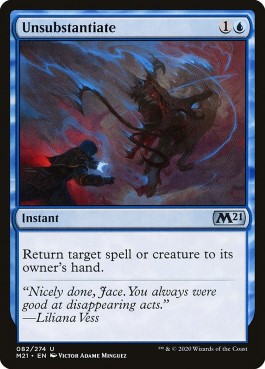 Unsubstantiate 1
Instant M21
Return target spell or creature to its
owner's hand.
“Nicely done, Jace. You always were
good at disappearing acts.”
—Liliana Vess
082/274 U
M21 • EN Victor Adame Minguez
™ & © 2020 Wizards of the Coast